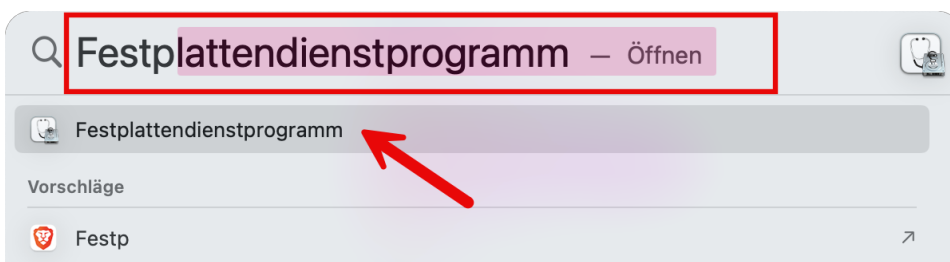 Festplattendienstprogramm — Öffnen
Festplattendienstprogramm
Vorschläge
Festp